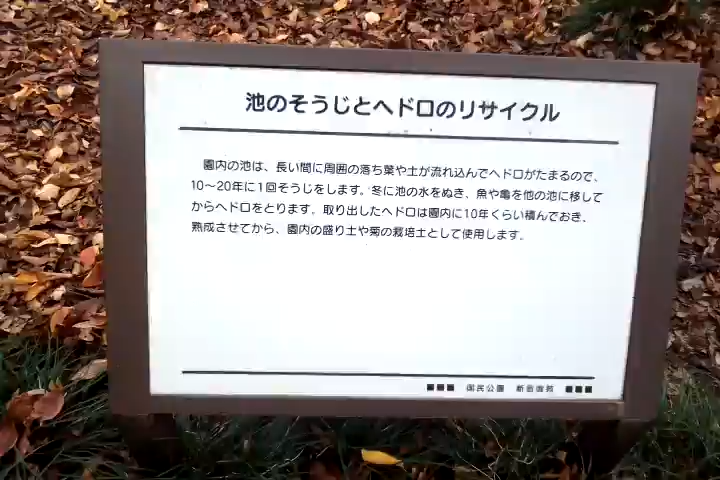 池のそうじとヘドロのリサイクル
園内の池は、長い間に周囲の落ち葉や土が流れ込んでヘドロがたまるので、
10～20年に1回そうじをします。冬に池の水をぬき、魚や亀を他の池に移して
からヘドロをとります。取り出したヘドロは園内に10年くらい積んでおき、
熟成させてから、園内の盛り土や菊の栽培土として使用します。
■■■ 国民公園 新宿御苑 ■■■